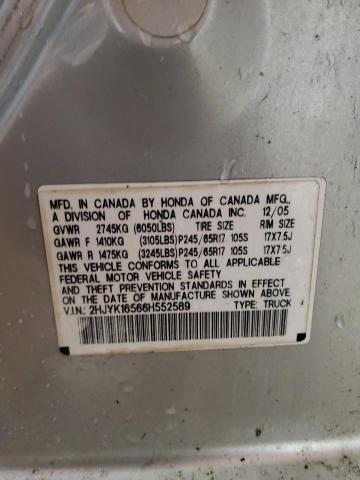 MFD. IN CANADA BY HONDA OF CANADA MFG.,
A DIVISION OF HONDA CANADA INC. 12/05
GVWR 2745KG (6050LBS) TIRE SIZE RIM SIZE
GAWR F 1410KG (3105LBS) P245/65R17 105S 17X7.5J
GAWR R 1475KG (3245LBS) P245/65R17 105S 17X7.5J
THIS VEHICLE CONFORMS TO ALL APPLICABLE
FEDERAL MOTOR VEHICLE SAFETY
AND THEFT PREVENTION STANDARDS IN EFFECT
ON THE DATE OF MANUFACTURE SHOWN ABOVE.
V.I.N.: 2HJYK16566H552589 TYPE: TRUCK